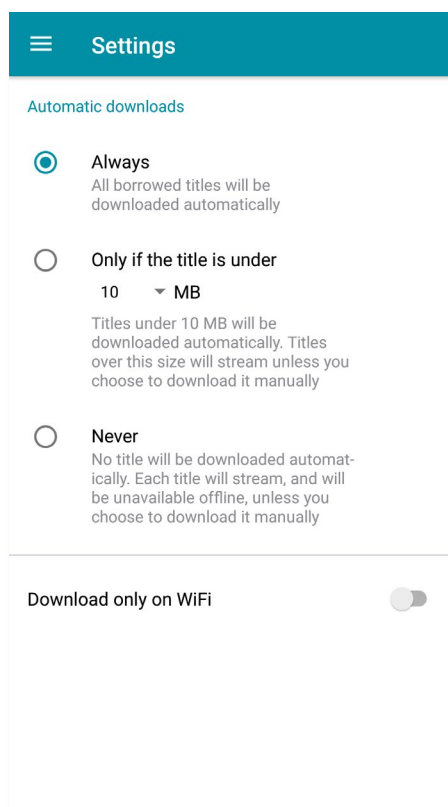 Settings
Automatic downloads
Always
All borrowed titles will be
downloaded automatically
Only if the title is under
10 MB
Titles under 10 MB will be
downloaded automatically. Titles
over this size will stream unless you
choose to download it manually
Never
No title will be downloaded automat-
ically. Each title will stream, and will
be unavailable offline, unless you
choose to download it manually
Download only on WiFi